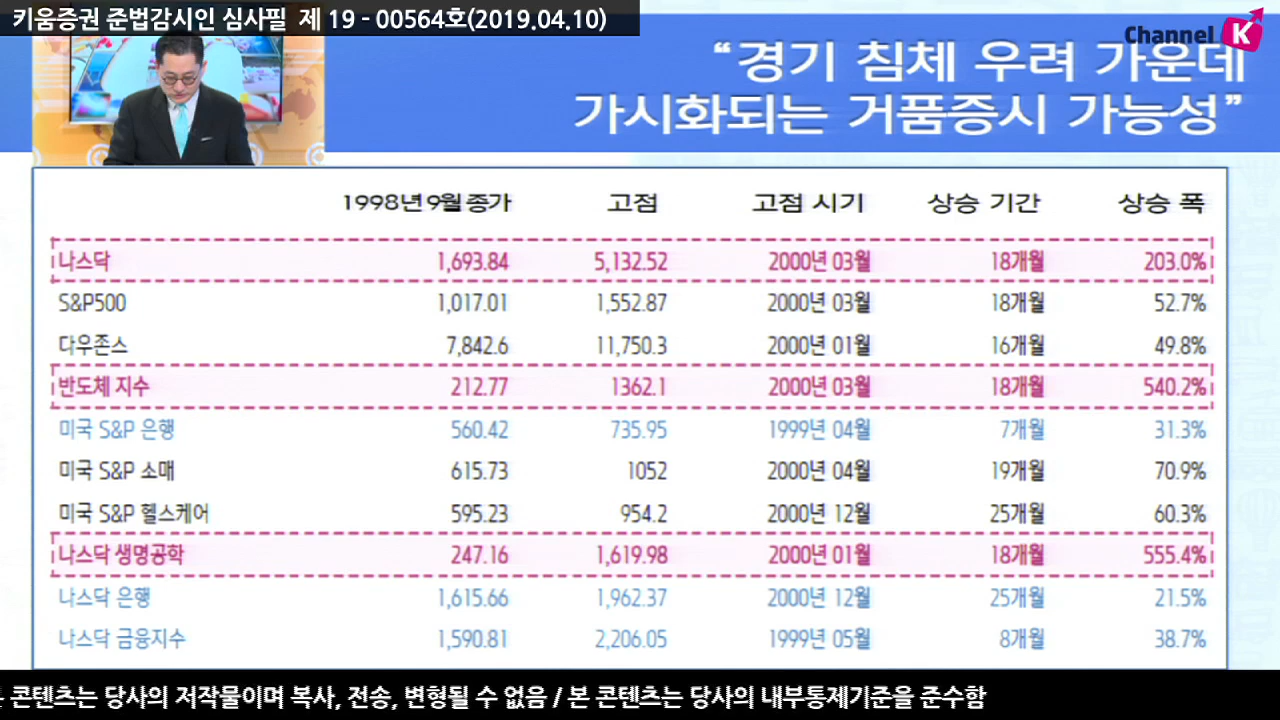 키움증권 준법감시인 심사필 제 19 - 00564호(2019.04.10)
Channel K
“경기 침체 우려 가운데
가시화되는 거품증시 가능성”
1998년 9월 종가 고점 고점 시기 상승 기간 상승 폭
나스닥 1,693.84 5,132.52 2000년 03월 18개월 203.0%
S&P500 1,017.01 1,552.87 2000년 03월 18개월 52.7%
다우존스 7,842.6 11,750.3 2000년 01월 16개월 49.8%
반도체 지수 212.77 1362.1 2000년 03월 18개월 540.2%
미국 S&P 은행 560.42 735.95 1999년 04월 7개월 31.3%
미국 S&P 소매 615.73 1052 2000년 04월 19개월 70.9%
미국 S&P 헬스케어 595.23 954.2 2000년 12월 25개월 60.3%
나스닥 생명공학 247.16 1,619.98 2000년 01월 18개월 555.4%
나스닥 은행 1,615.66 1,962.37 2000년 12월 25개월 21.5%
나스닥 금융지수 1,590.81 2,206.05 1999년 05월 8개월 38.7%
콘텐츠는 당사의 저작물이며 복사, 전송, 변형될 수 없음 / 본 콘텐츠는 당사의 내부통제기준을 준수함